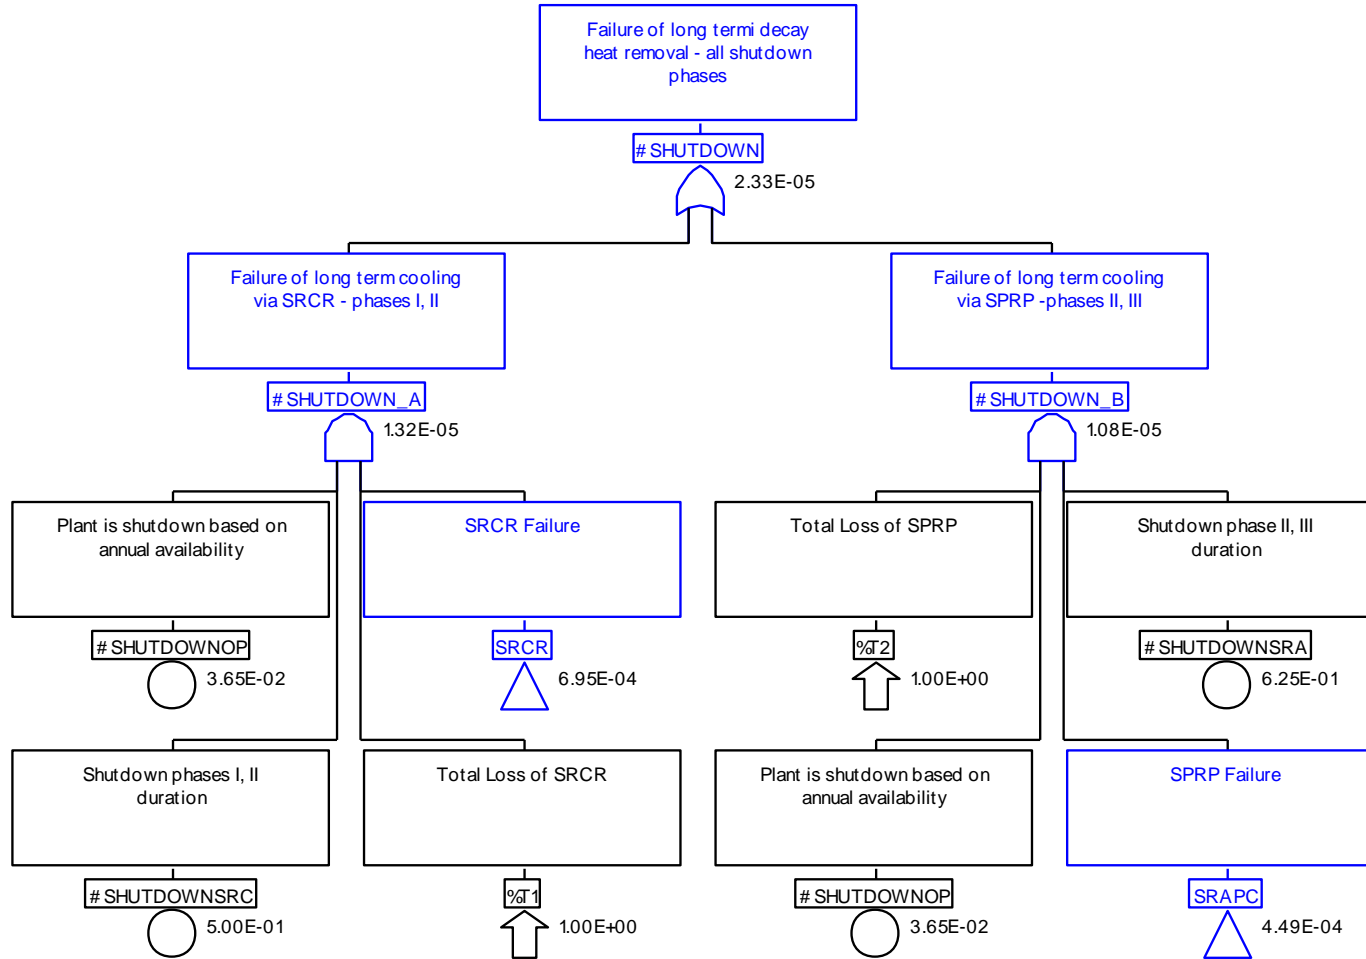 Failure of long termi decay
heat removal - all shutdown
phases
# SHUTDOWN
2.33E-05
Failure of long term cooling
via SRCR - phases I, II
# SHUTDOWN_A
1.32E-05
Failure of long term cooling
via SPRP -phases II, III
# SHUTDOWN_B
1.08E-05
Plant is shutdown based on
annual availability
# SHUTDOWNOP
3.65E-02
SRCR Failure
SRCR
6.95E-04
Total Loss of SPRP
%T2
1.00E+00
Shutdown phase II, III
duration
# SHUTDOWNSRA
6.25E-01
Shutdown phases I, II
duration
# SHUTDOWNSRC
5.00E-01
Total Loss of SRCR
%T1
1.00E+00
Plant is shutdown based on
annual availability
# SHUTDOWNOP
3.65E-02
SPRP Failure
SRAPC
4.49E-04